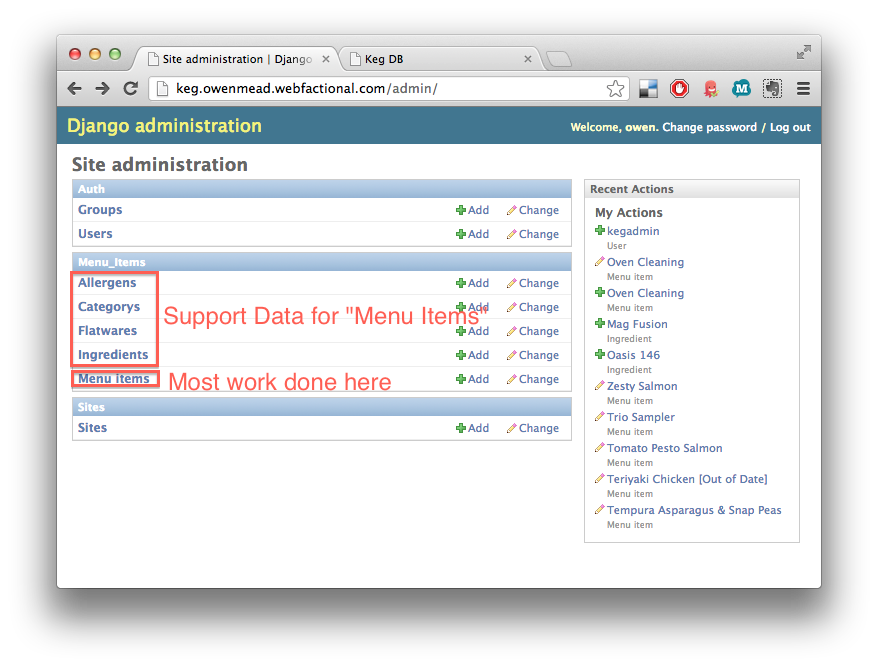 Site administration | Django
Keg DB
keg.owenmead.webfactional.com/admin/
M
Django administration
Welcome, owen. Change password / Log out
Site administration
Auth
Groups Add Change
Users Add Change
Menu_Items
Allergens Add Change
Categorys Add Change
Support Data for "Menu Items"
Flatwares Add Change
Ingredients Add Change
Menu items Add Change
Most work done here
Sites
Sites Add Change
Recent Actions
My Actions
kegadmin
User
Oven Cleaning
Menu item
Oven Cleaning
Menu item
Mag Fusion
Ingredient
Oasis 146
Ingredient
Zesty Salmon
Menu item
Trio Sampler
Menu item
Tomato Pesto Salmon
Menu item
Teriyaki Chicken [Out of Date]
Menu item
Tempura Asparagus & Snap Peas
Menu item